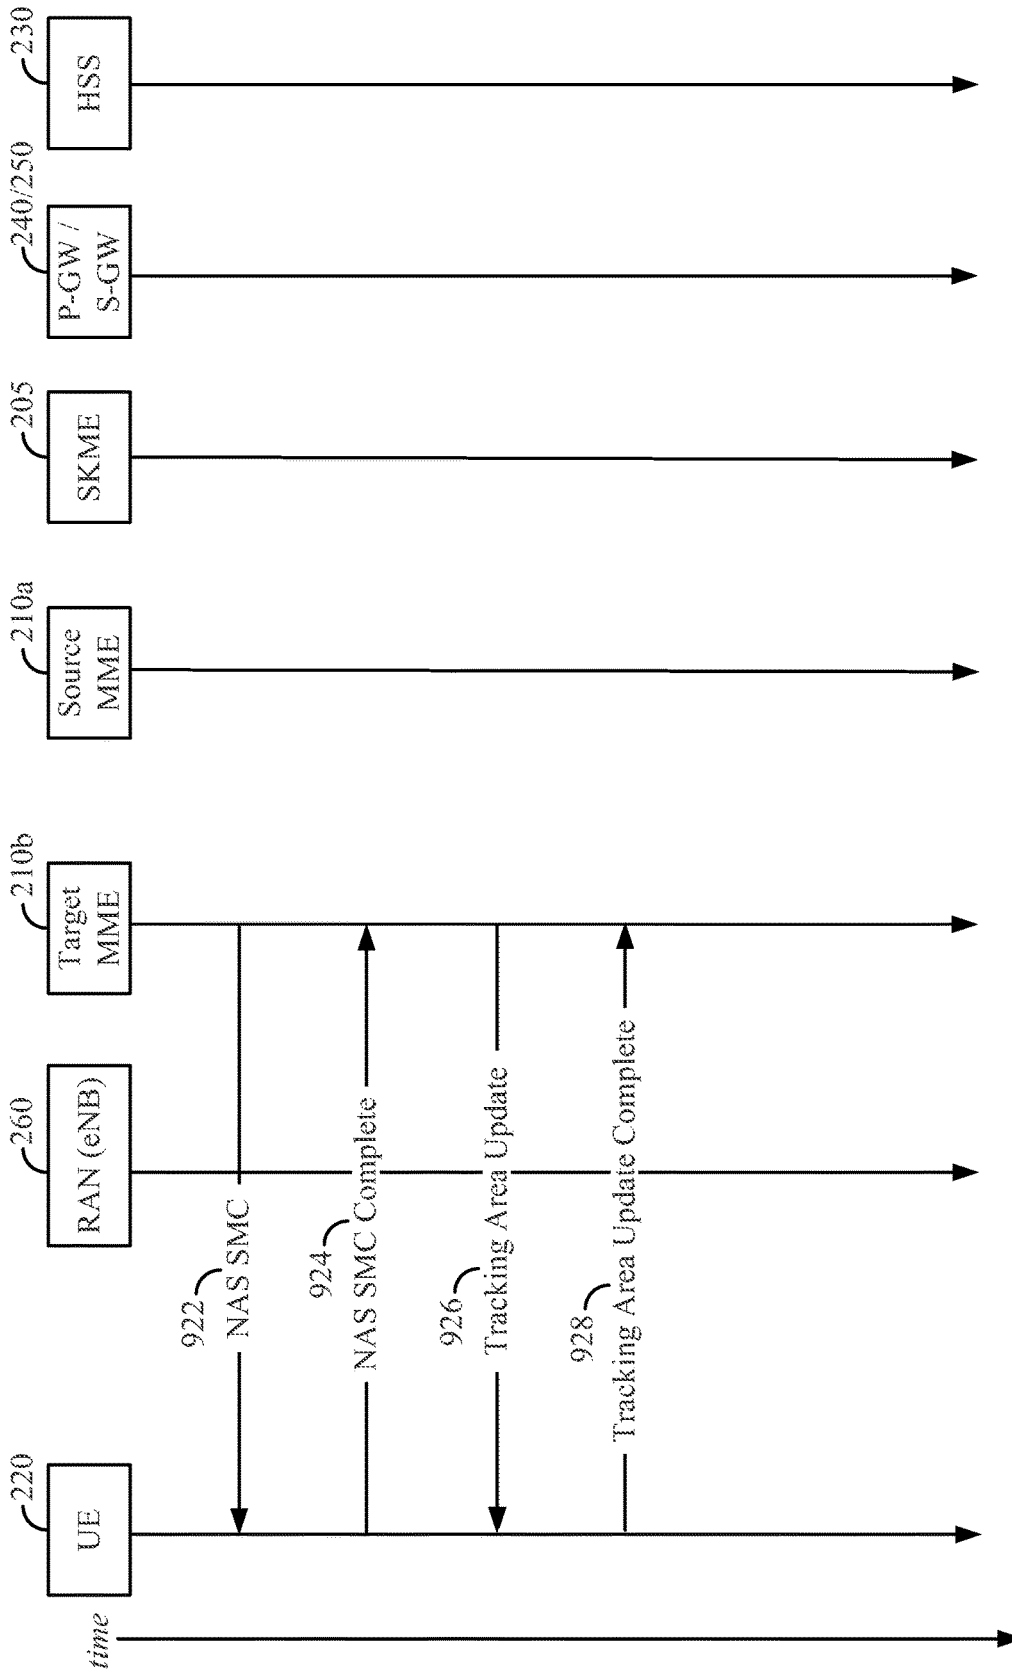 time
220
UE
260
RAN (eNB)
210b
Target
MME
210a
Source
MME
205
SKME
240/250
P-GW /
S-GW
230
HSS
922
NAS SMC
924
NAS SMC Complete
926
Tracking Area Update
928
Tracking Area Update Complete